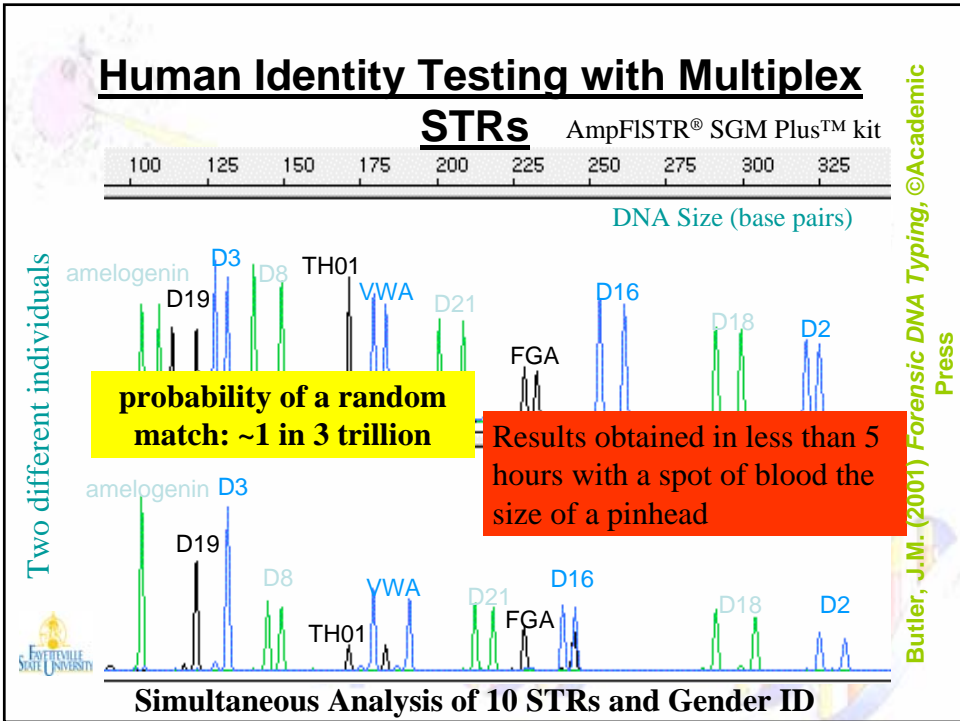 Human Identity Testing with Multiplex
STRs
AmpFlSTR® SGM Plus™ kit
100 125 150 175 200 225 250 275 300 325
DNA Size (base pairs)
Two different individuals
amelogenin
D19
D3
D8
TH01
VWA
D21
FGA
D16
D18
D2
probability of a random
match: ~1 in 3 trillion
Results obtained in less than 5
hours with a spot of blood the
size of a pinhead
amelogenin
D19
D3
D8
TH01
VWA
D21
FGA
D16
D18
D2
Butler, J.M. (2001) Forensic DNA Typing, ©Academic
Press
FAYETTEVILLE
STATE UNIVERSITY
Simultaneous Analysis of 10 STRs and Gender ID